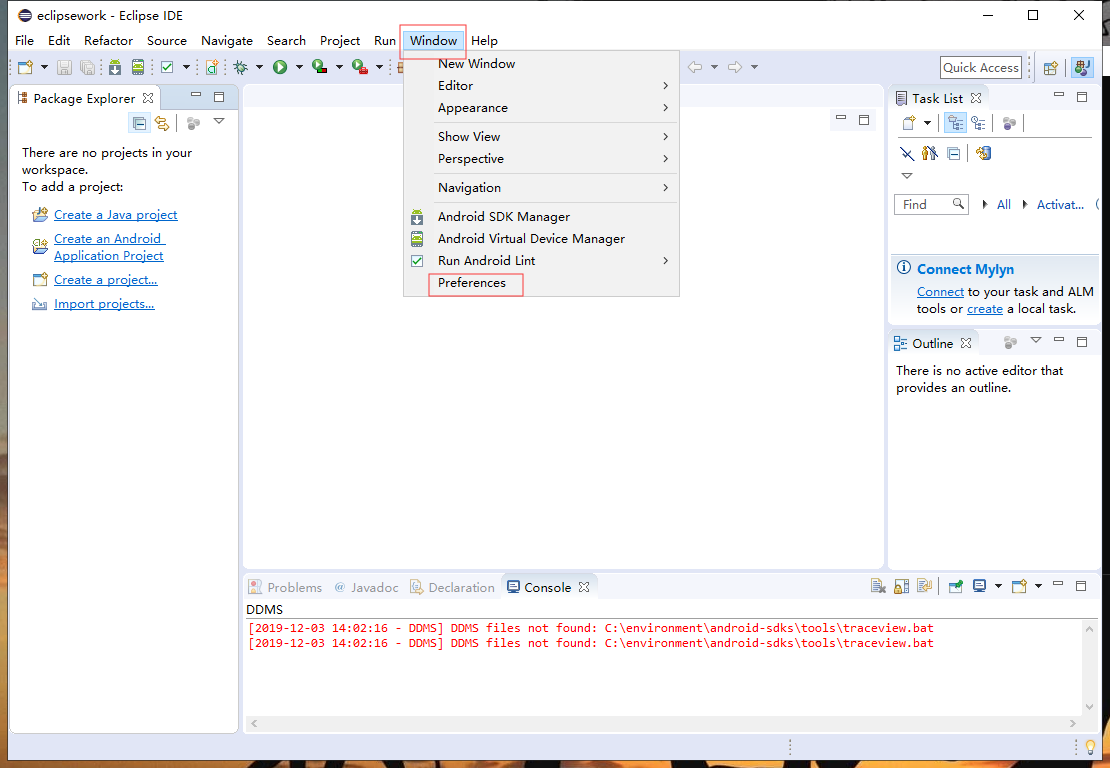 eclipsework - Eclipse IDE
File Edit Refactor Source Navigate Search Project Run Window Help
Quick Access
New Window
Editor
Appearance
Show View
Perspective
Navigation
Android SDK Manager
Android Virtual Device Manager
Run Android Lint
Preferences
Package Explorer
There are no projects in your
workspace.
To add a project:
Create a Java project
Create an Android
Application Project
Create a project...
Import projects...
Task List
Find
All
Activat...
Connect Mylyn
Connect to your task and ALM
tools or create a local task.
Outline
There is no active editor that
provides an outline.
Problems @ Javadoc Declaration Console
DDMS
[2019-12-03 14:02:16 - DDMS] DDMS files not found: C:\environment\android-sdks\tools\traceview.bat
[2019-12-03 14:02:16 - DDMS] DDMS files not found: C:\environment\android-sdks\tools\traceview.bat